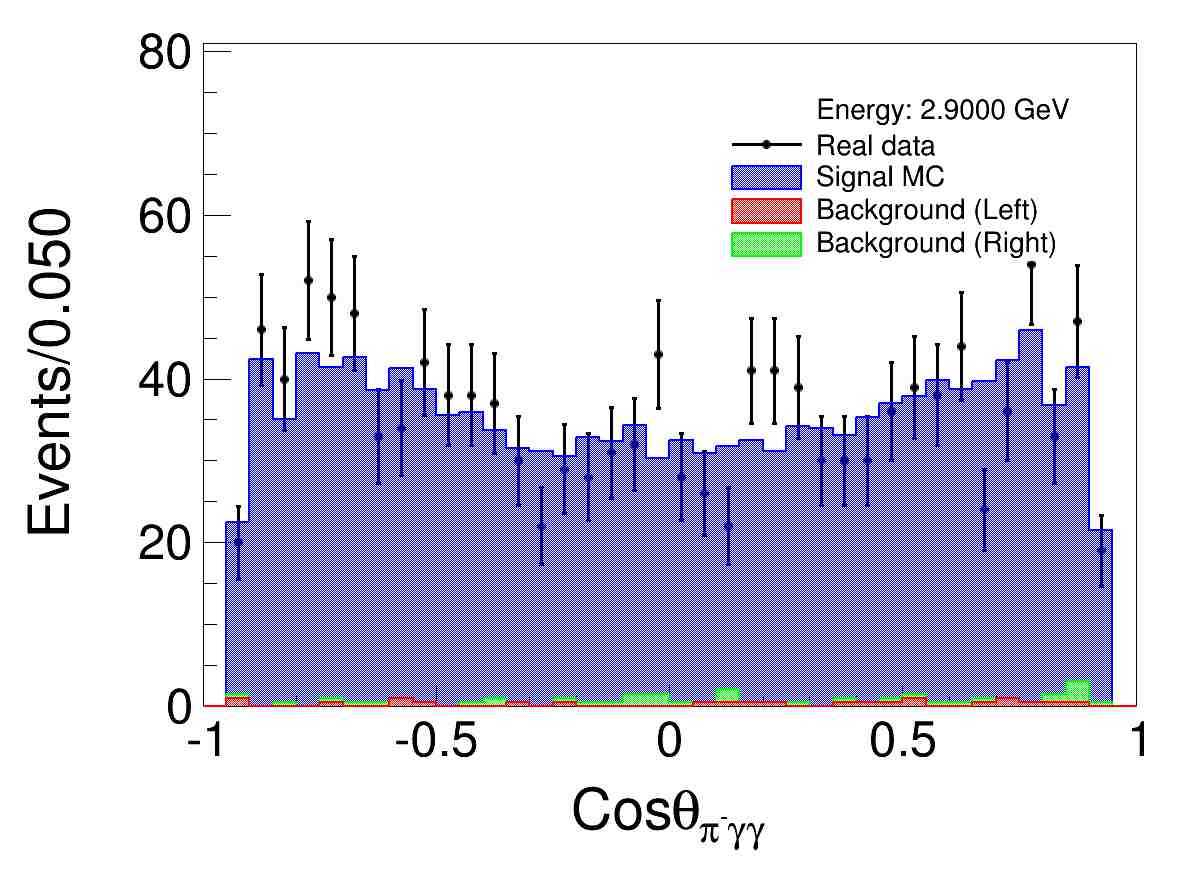 80
60
40
20
0
Events/0.050
Energy: 2.9000 GeV
Real data
Signal MC
Background (Left)
Background (Right)
-1 -0.5 0 0.5 1
Cosθπ-γγ